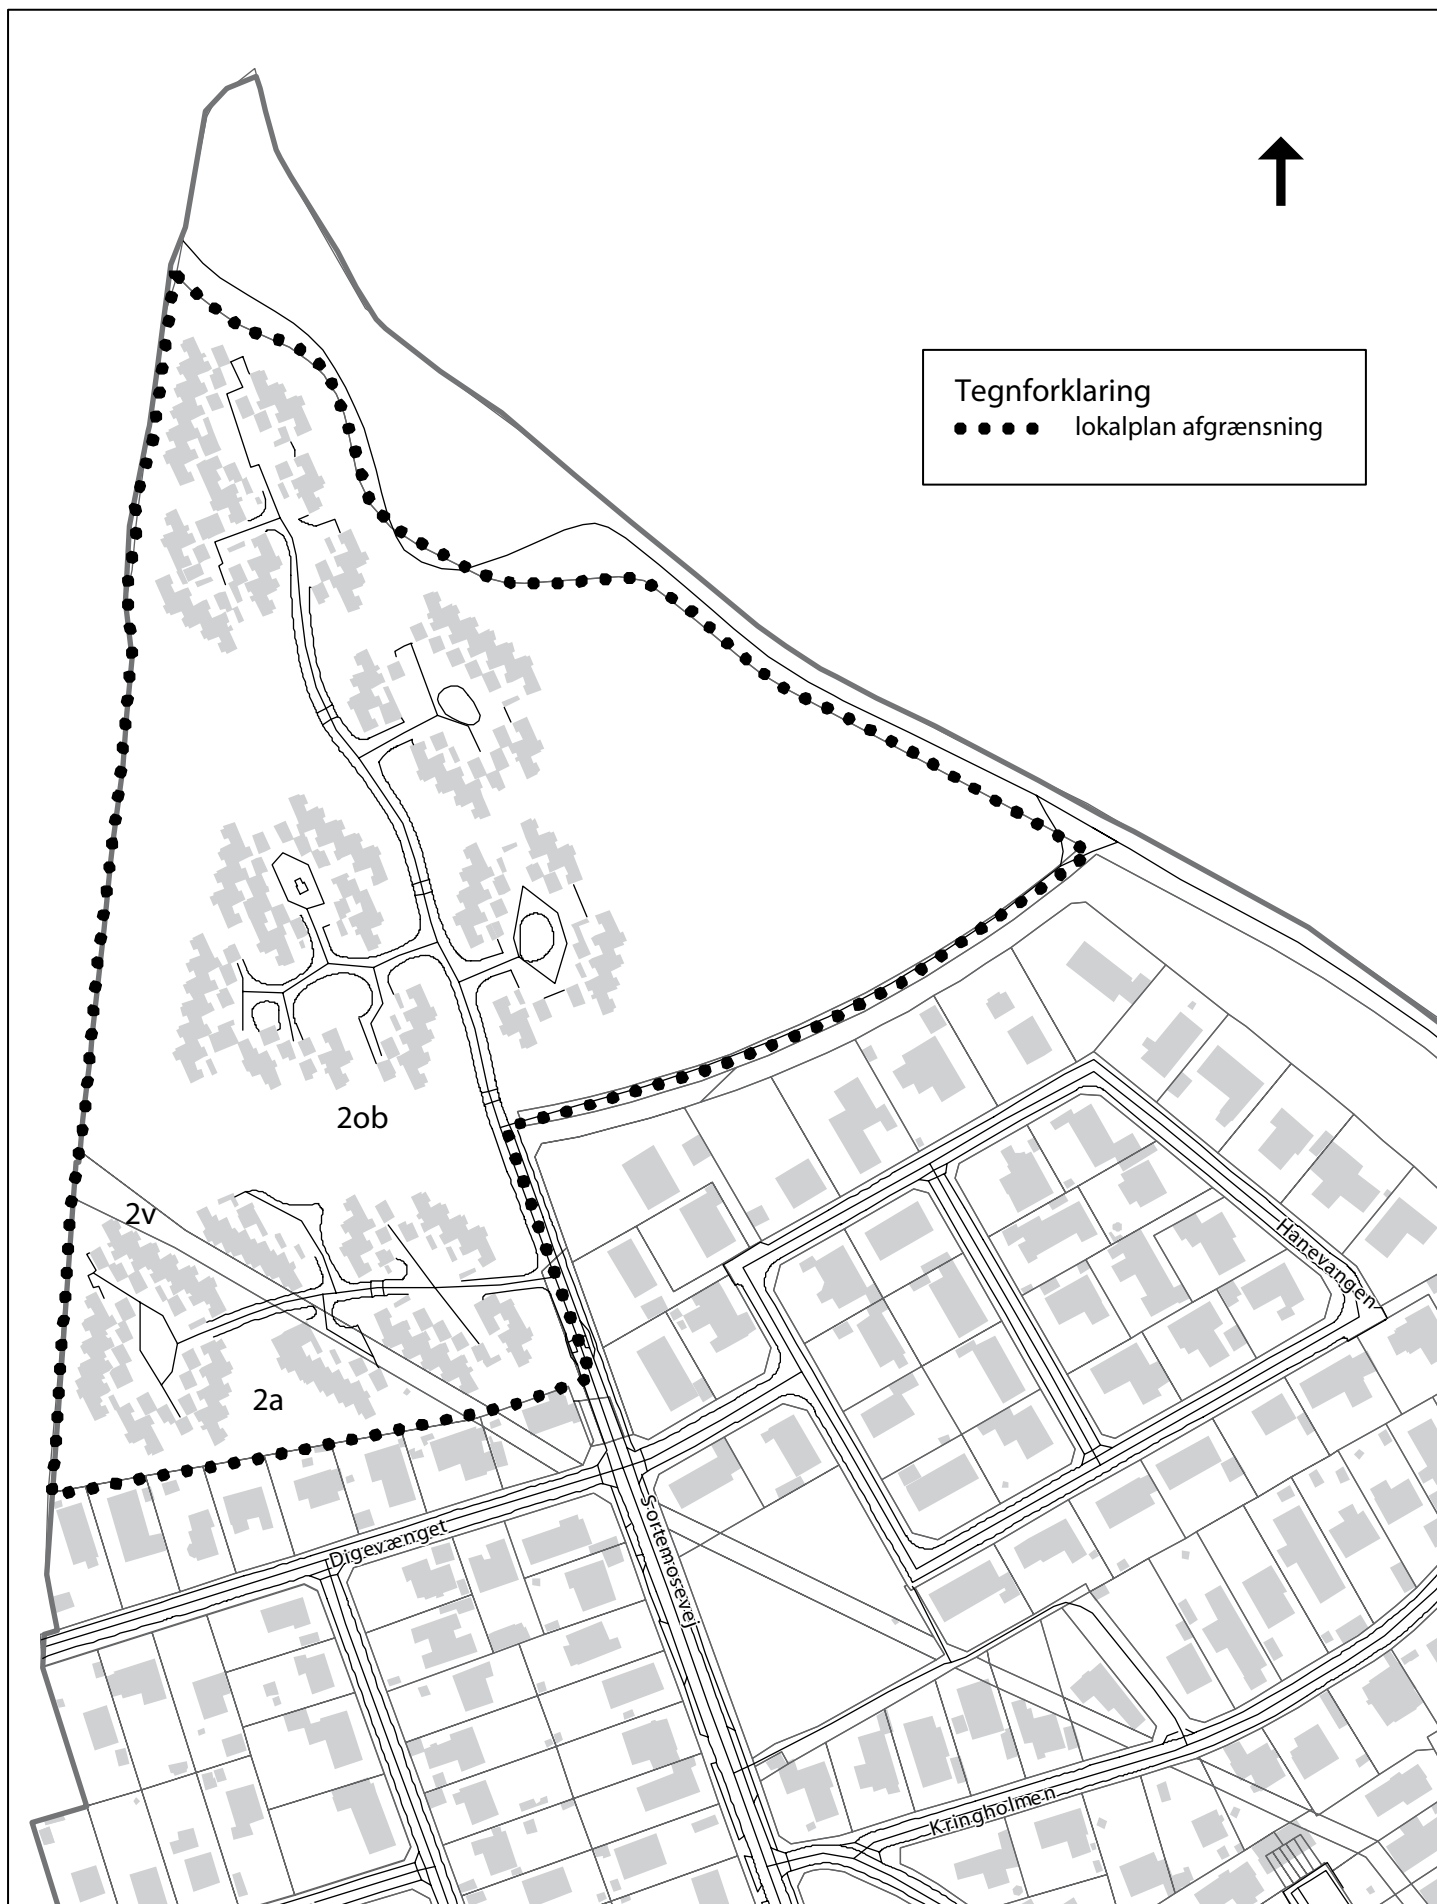 Tegnforklaring
lokalplan afgrænsning
2ob
2v
2a
Hanevangen
Digevænget
Sortemosevej
Kringholmen